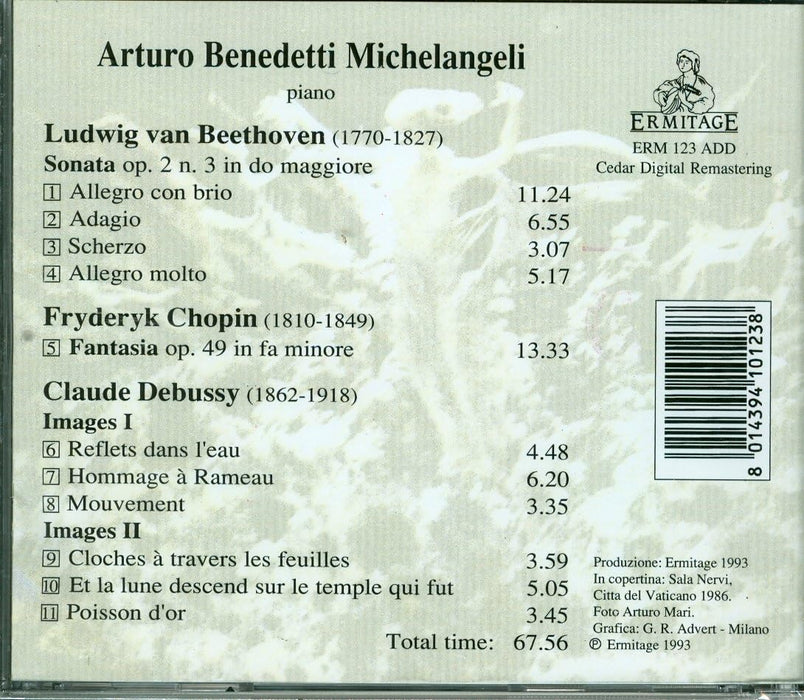 Arturo Benedetti Michelangeli
piano
Ludwig van Beethoven (1770-1827)
Sonata op. 2 n. 3 in do maggiore
1 Allegro con brio 11.24
2 Adagio 6.55
3 Scherzo 3.07
4 Allegro molto 5.17
Fryderyk Chopin (1810-1849)
5 Fantasia op. 49 in fa minore 13.33
Claude Debussy (1862-1918)
Images I
6 Reflets dans l'eau 4.48
7 Hommage à Rameau 6.20
8 Mouvement 3.35
Images II
9 Cloches à travers les feuilles 3.59
10 Et la lune descend sur le temple qui fut 5.05
11 Poisson d'or 3.45
Total time: 67.56
ERMITAGE
ERM 123 ADD
Cedar Digital Remastering
8 014394 101238
Produzione: Ermitage 1993
In copertina: Sala Nervi,
Citta del Vaticano 1986.
Foto Arturo Mari.
Grafica: G. R. Advert - Milano
℗ Ermitage 1993